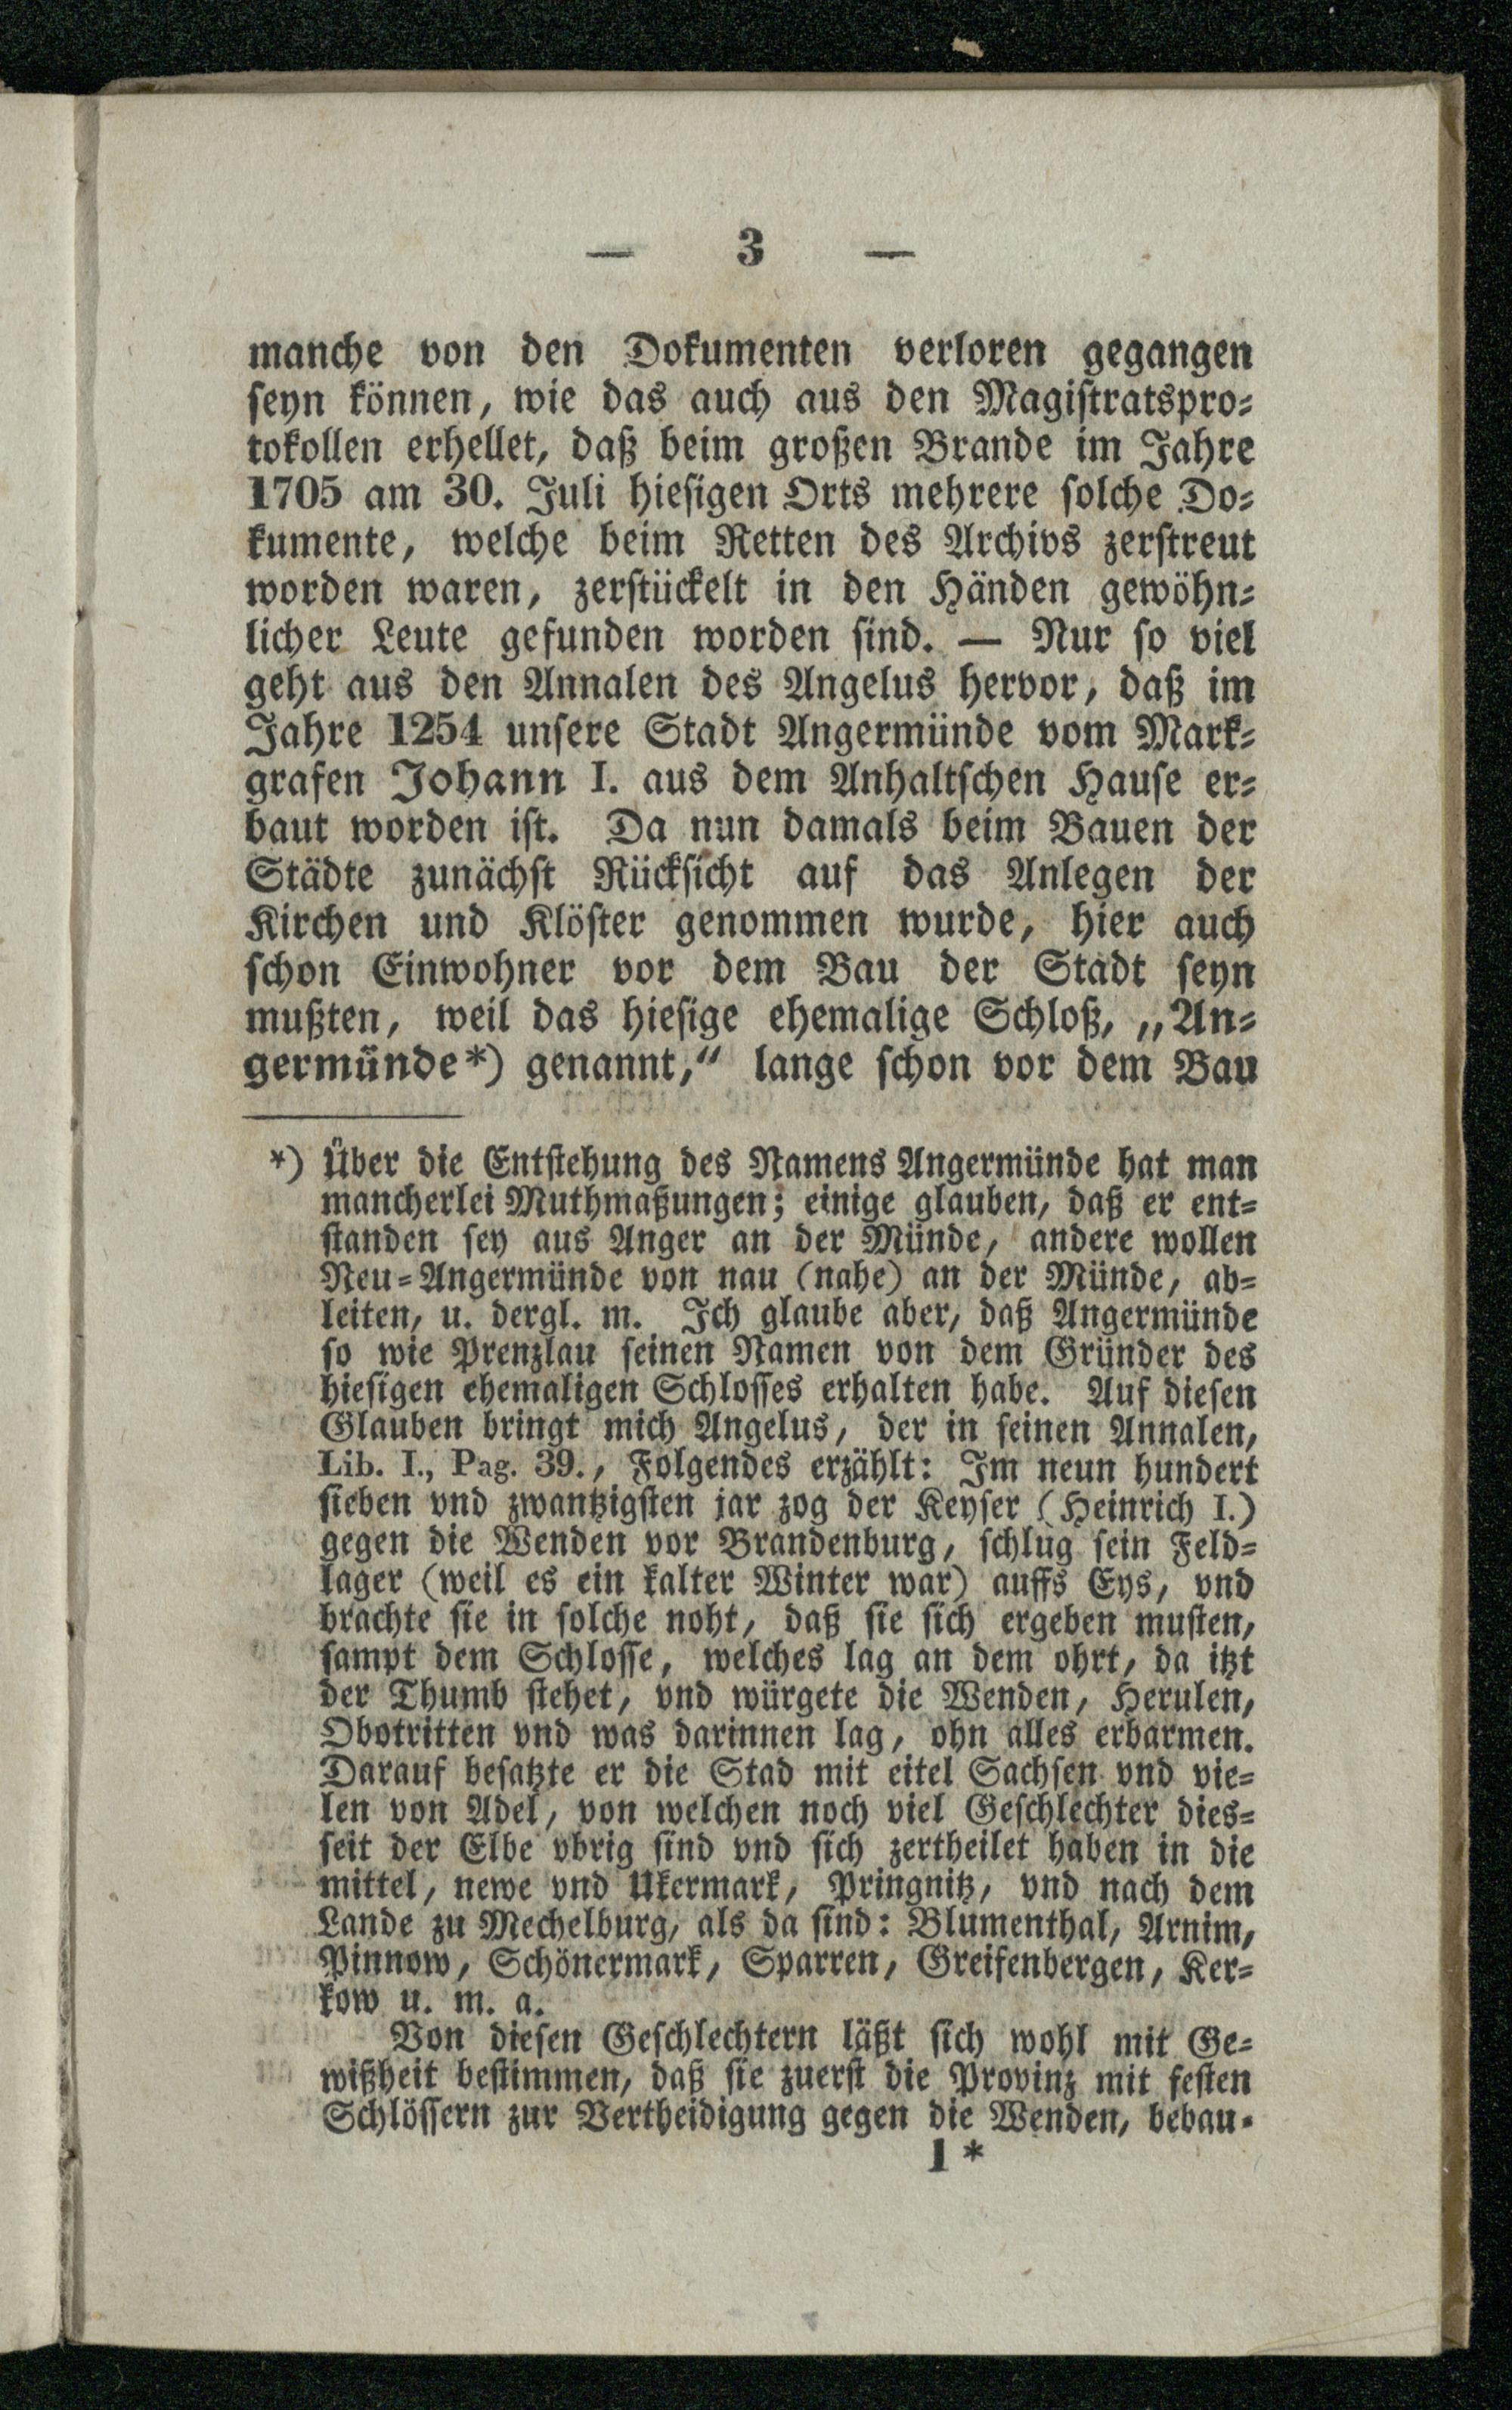 — 3 —
manche von den Dokumenten verloren gegangen
seyn können, wie das auch aus den Magistratspro-
tokollen erhellet, daß beim großen Brande im Jahre
1705 am 30. Juli hiesigen Orts mehrere solche Do-
kumente, welche beim Retten des Archivs zerstreut
worden waren, zerstückelt in den Händen gewöhn-
licher Leute gefunden worden sind. — Nur so viel
geht aus den Annalen des Angelus hervor, daß im
Jahre 1254 unsere Stadt Angermünde vom Mark-
grafen Johann I. aus dem Anhaltschen Hause er-
baut worden ist. Da nun damals beim Bauen der
Städte zunächst Rücksicht auf das Anlegen der
Kirchen und Klöster genommen wurde, hier auch
schon Einwohner vor dem Bau der Stadt seyn
mußten, weil das hiesige ehemalige Schloß, „An-
germünde*) genannt,“ lange schon vor dem Bau
*) Über die Entstehung des Namens Angermünde hat man
mancherlei Muthmaßungen; einige glauben, daß er ent-
standen sey aus Anger an der Münde, andere wollen
Neu-Angermünde von nau (nahe) an der Münde, ab-
leiten, u. dergl. m. Ich glaube aber, daß Angermünde
so wie Prenzlau seinen Namen von dem Gründer des
hiesigen ehemaligen Schlosses erhalten habe. Auf diesen
Glauben bringt mich Angelus, der in seinen Annalen,
Lib. I., Pag. 39., Folgendes erzählt: Im neun hundert
sieben vnd zwantzigsten jar zog der Keyser (Heinrich I.)
gegen die Wenden vor Brandenburg, schlug sein Feld-
lager (weil es ein kalter Winter war) auffs Eys, vnd
brachte sie in solche noht, daß sie sich ergeben musten,
sampt dem Schlosse, welches lag an dem ohrt, da itzt
der Thumb stehet, vnd würgete die Wenden, Herulen,
Obotritten vnd was darinnen lag, ohn alles erbarmen.
Darauf besatzte er die Stad mit eitel Sachsen vnd vie-
len von Adel, von welchen noch viel Geschlechter dies-
seit der Elbe vbrig sind vnd sich zertheilet haben in die
mittel, newe vnd Ukermark, Pringnitz, vnd nach dem
Lande zu Mechelburg, als da sind: Blumenthal, Arnim,
Pinnow, Schönermark, Sparren, Greifenbergen, Ker-
kow u. m. a.
Von diesen Geschlechtern läßt sich wohl mit Ge-
wißheit bestimmen, daß sie zuerst die Provinz mit festen
Schlössern zur Vertheidigung gegen die Wenden, bebau-
1*